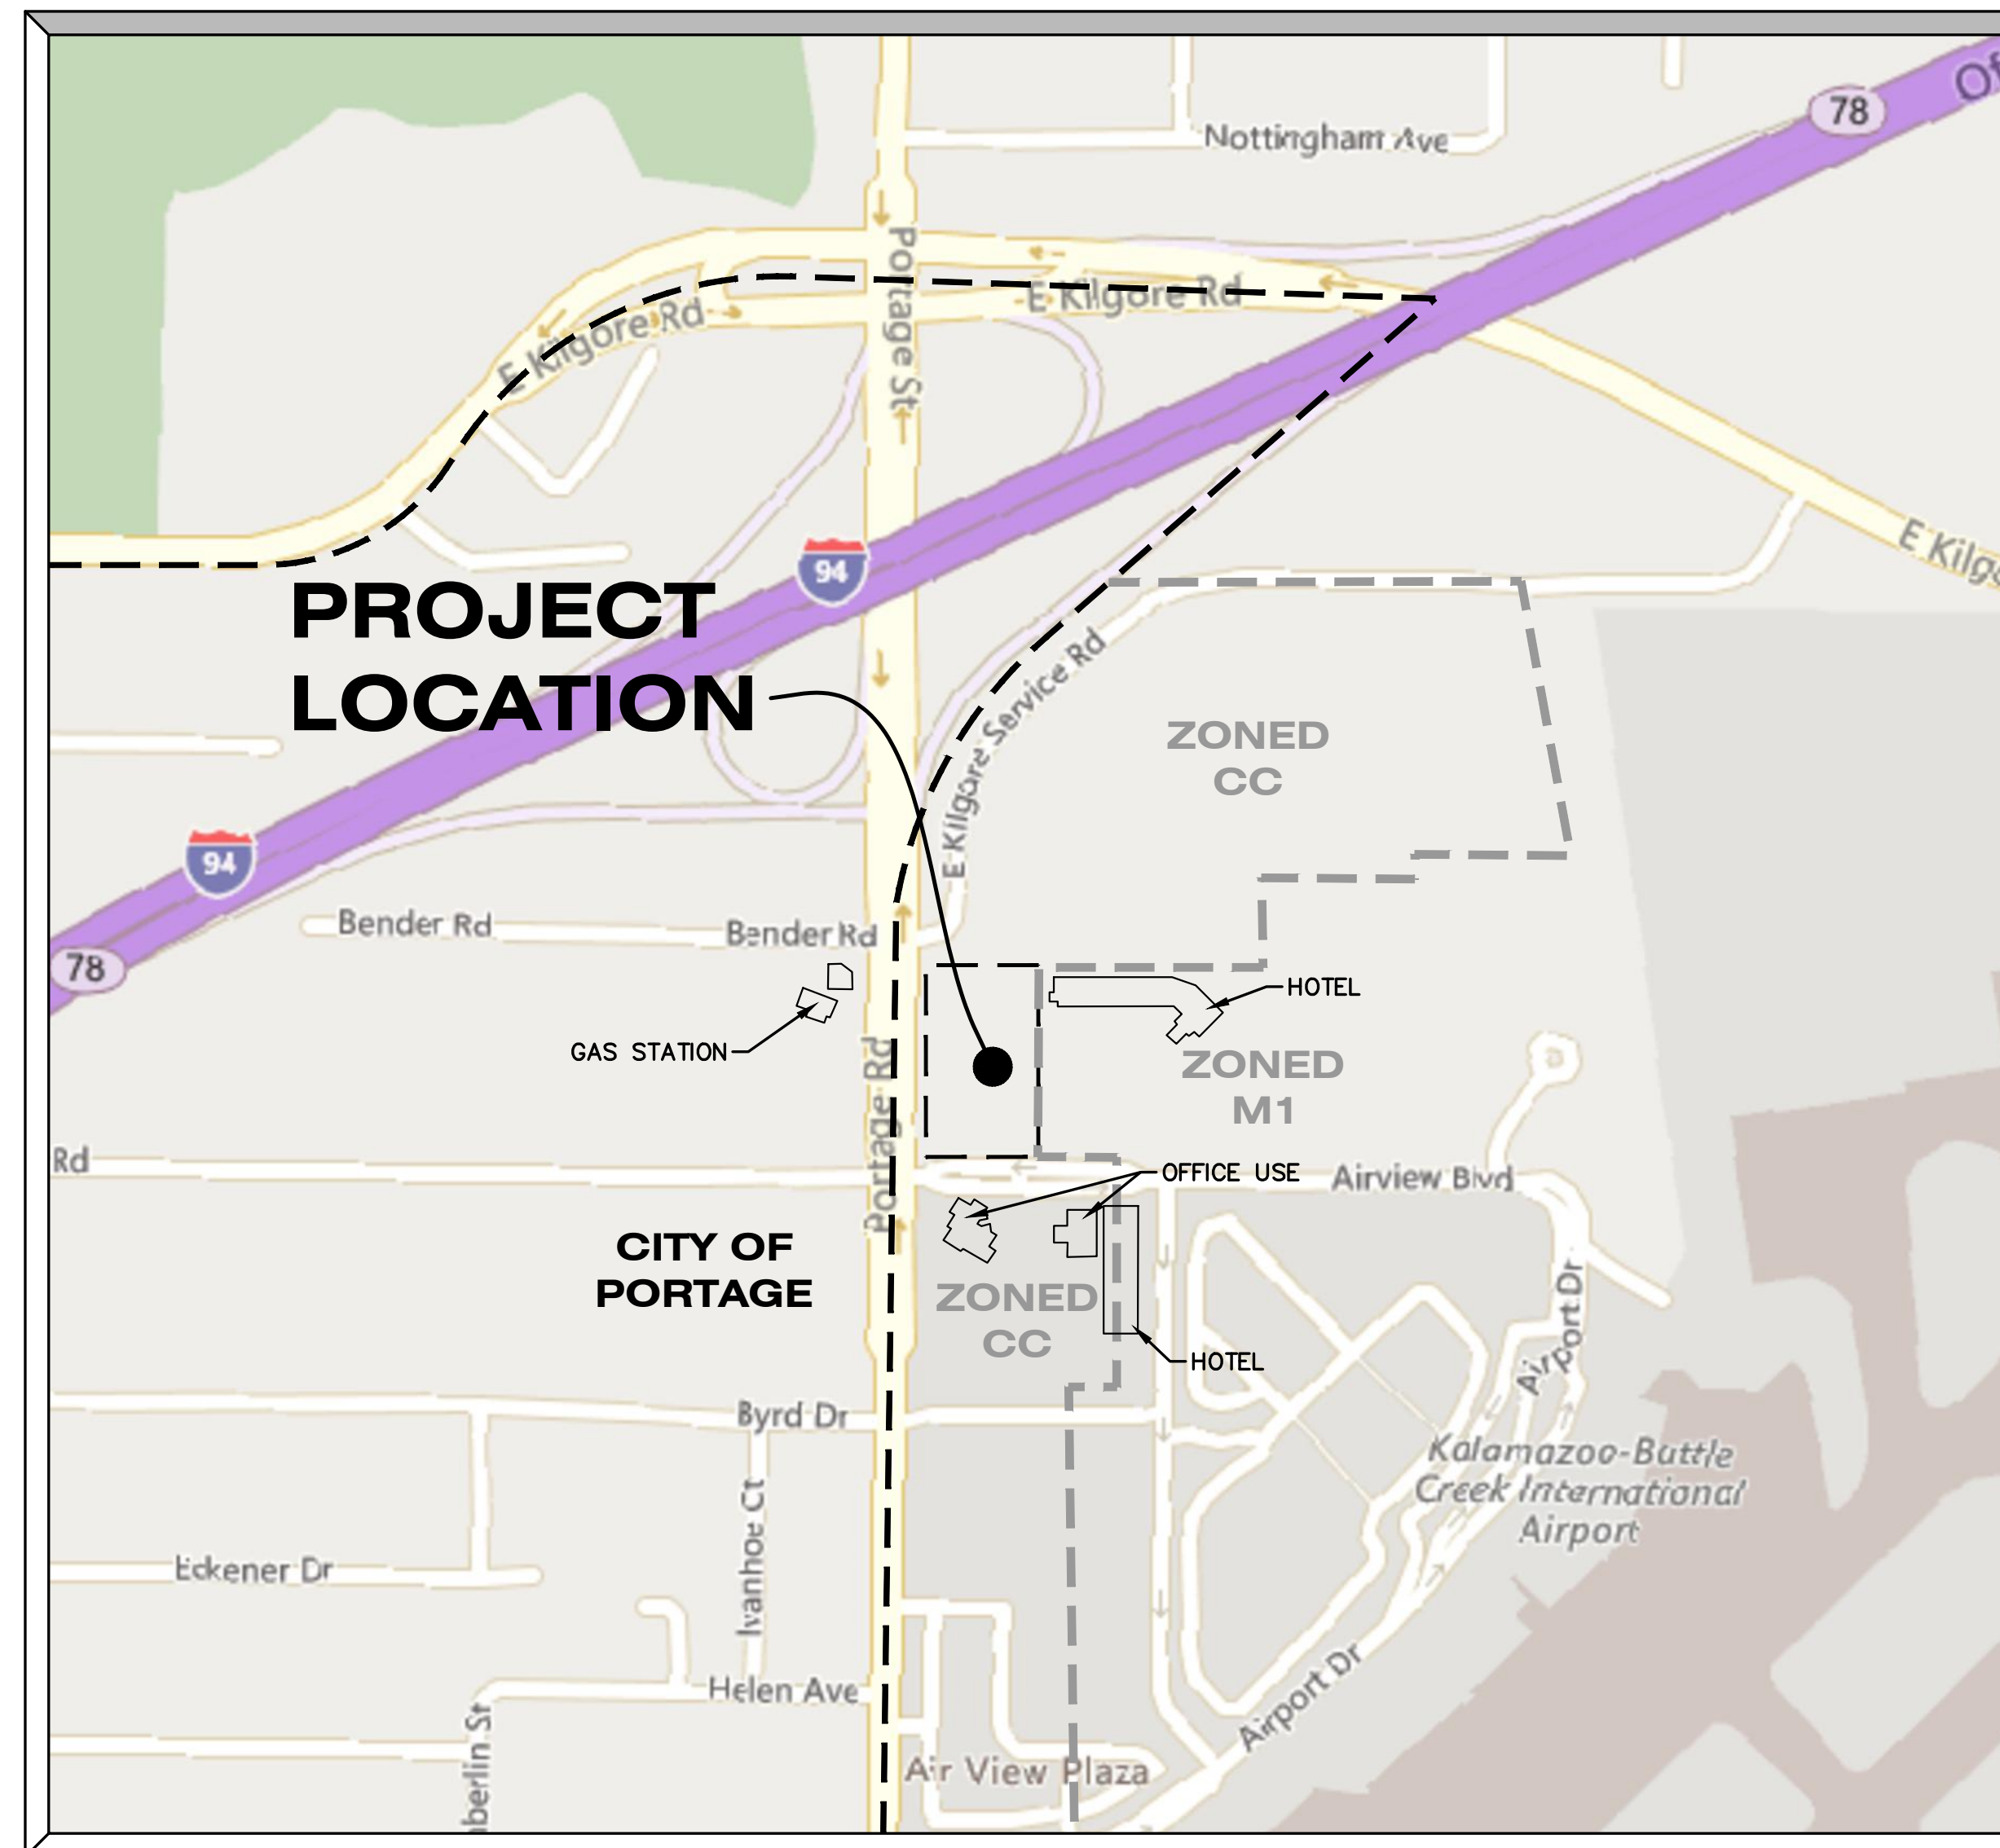 Of
78
Nottingham Ave
Portage St
E Kilgore Rd
E Kilgore Rd
E Kilgo
94
PROJECT
LOCATION
E Kilgore Service Rd
ZONED
CC
94
Bender Rd
Bender Rd
78
HOTEL
GAS STATION
ZONED
M1
Portage Rd
Rd
OFFICE USE
Airview Blvd
CITY OF
PORTAGE
ZONED
CC
HOTEL
Airport Dr
Byrd Dr
Kalamazoo-Battle
Creek International
Airport
Ivanhoe Ct
Eckener Dr
Helen Ave
Airport Dr
berlin St
Air View Plaza